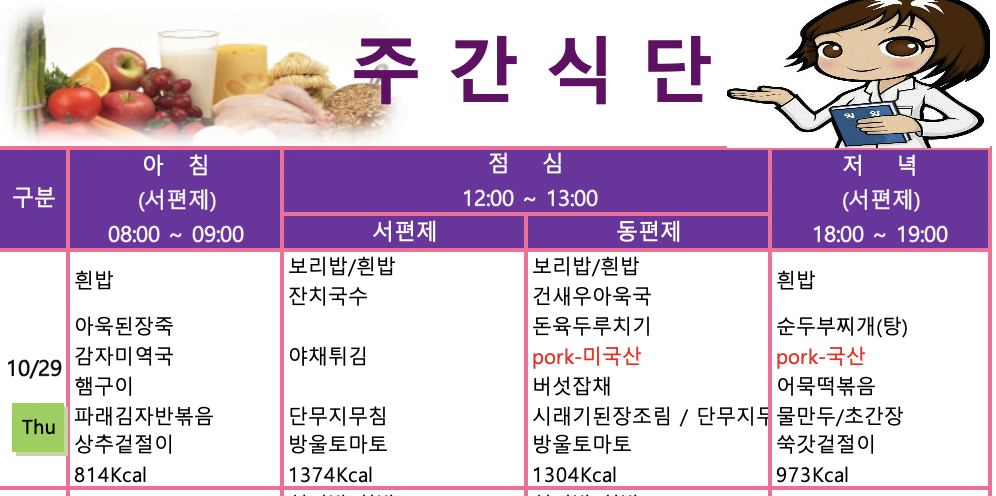 주간식단
구분
아 침
(서편제)
08:00 ~ 09:00
점 심
12:00 ~ 13:00
서편제
동편제
저 녁
(서편제)
18:00 ~ 19:00
10/29
Thu
흰밥
아욱된장죽
감자미역국
햄구이
파래김자반볶음
상추겉절이
814Kcal
보리밥/흰밥
잔치국수
야채튀김
단무지무침
방울토마토
1374Kcal
보리밥/흰밥
건새우아욱국
돈육두루치기
pork-미국산
버섯잡채
시래기된장조림 / 단무지무
방울토마토
1304Kcal
흰밥
순두부찌개(탕)
pork-국산
어묵떡볶음
물만두/초간장
쑥갓겉절이
973Kcal